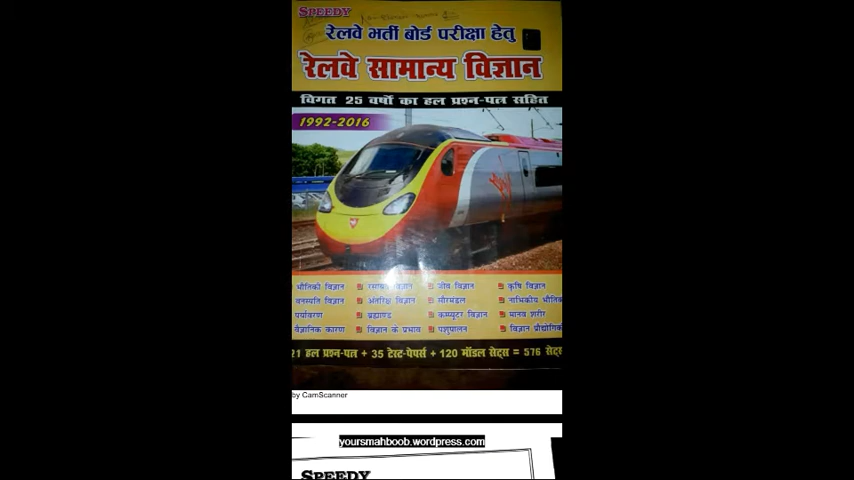 SPEEDY
रेलवे भर्ती बोर्ड परीक्षा हेतु
रेलवे सामान्य विज्ञान
विगत 25 वर्षों का हल प्रश्न-पत्र सहित
1992-2016
भौतिकी विज्ञान रसायन विज्ञान जीव विज्ञान कृषि विज्ञान
वनस्पति विज्ञान अंतरिक्ष विज्ञान सौरमंडल नाभिकीय भौतिक
पर्यावरण ब्रह्माण्ड कम्प्यूटर विज्ञान मानव शरीर
वैज्ञानिक कारण विज्ञान के प्रभाव पशुपालन विज्ञान प्रौद्योगिकी
21 हल प्रश्न-पत्र + 35 टेस्ट-पेपर्स + 120 मॉडल सेट्स = 576 सेट्स
by CamScanner
yoursmahboob.wordpress.com
SPEEDY